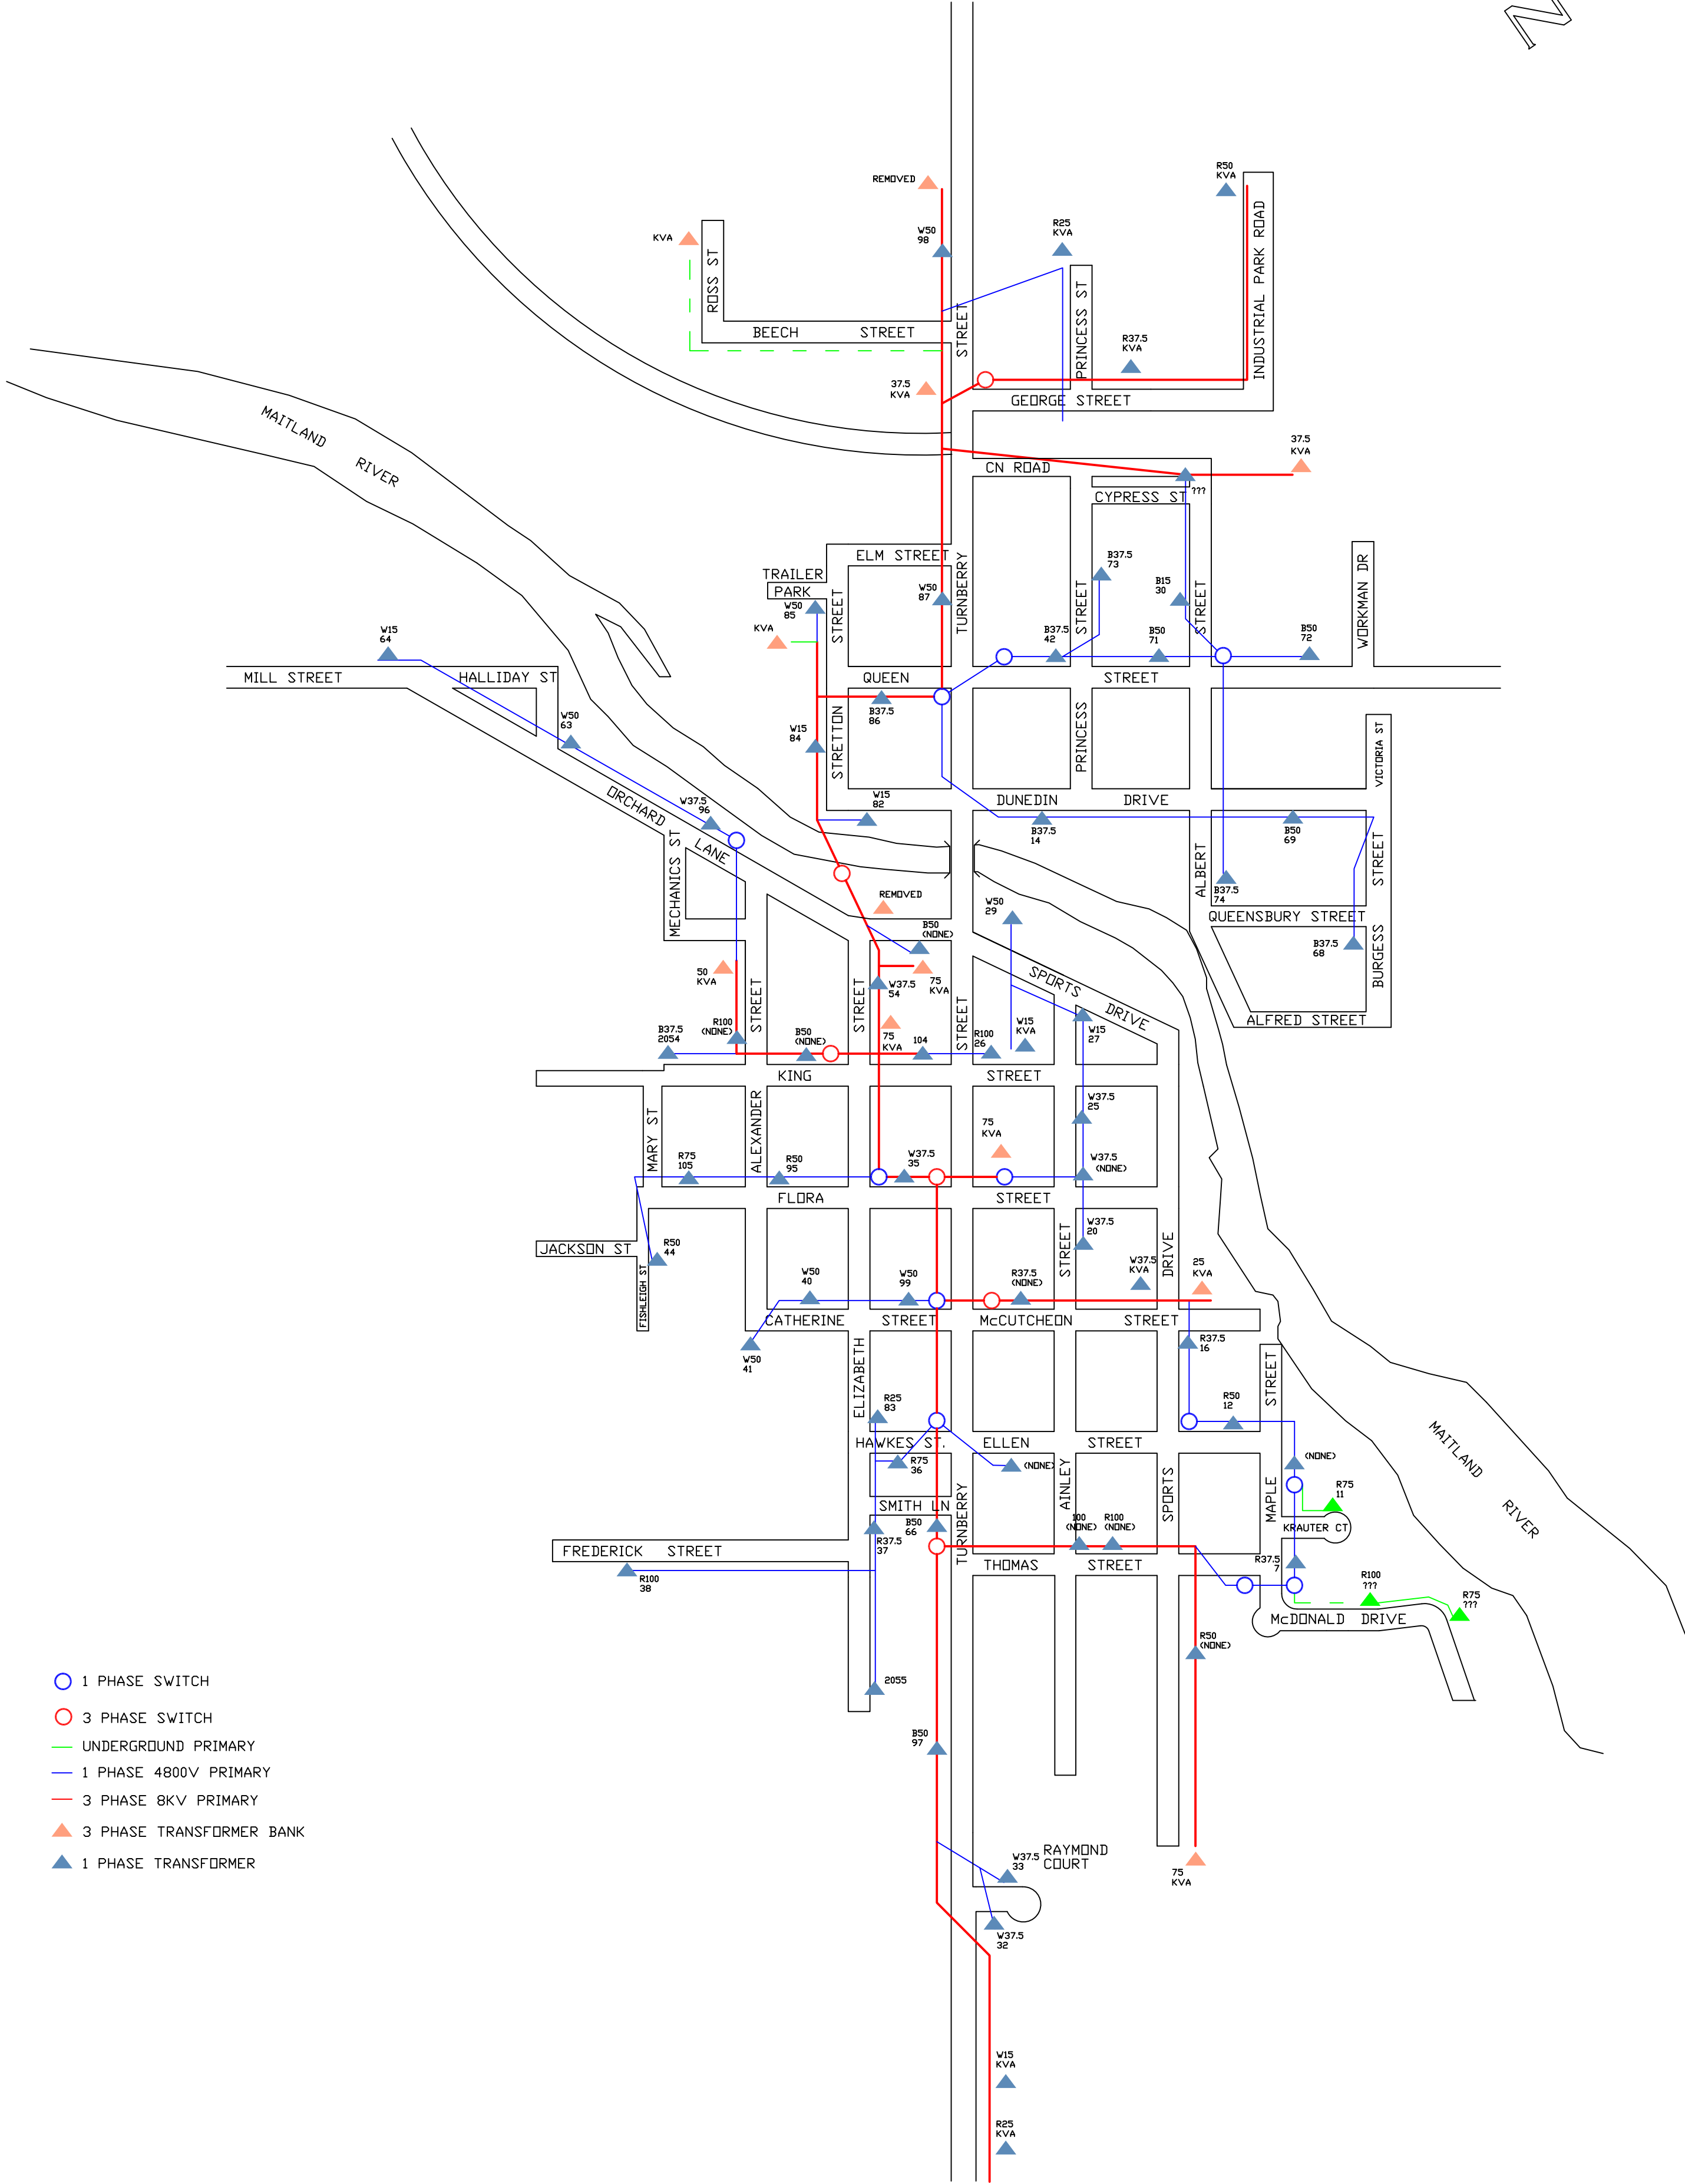 N
R50
KVA
REMOVED
W50
98
R25
KVA
KVA
ROSS ST
INDUSTRIAL PARK ROAD
PRINCESS ST
BEECH STREET
STREET
R37.5
KVA
37.5
KVA
GEORGE STREET
MAITLAND
RIVER
37.5
KVA
CN ROAD
???
CYPRESS ST
ELM STREET
TRAILER
PARK
TURNBERRY
B37.5
73
B15
30
W50
87
W50
85
STREET
STREET
STREET
WORKMAN DR
KVA
B37.5
42
B50
71
B50
72
W15
64
MILL STREET
HALLIDAY ST
QUEEN STREET
W50
63
B37.5
86
W15
84
STRETTON
PRINCESS
VICTORIA ST
ORCHARD
LANE
W37.5
96
W15
82
DUNEDIN DRIVE
B37.5
14
B50
69
MECHANICS ST
ALBERT
STREET
REMOVED
B37.5
74
W50
29
QUEENSBURY STREET
B50
(NONE)
B37.5
68
BURGESS
50
KVA
75
KVA
W37.5
54
SPORTS DRIVE
ALFRED STREET
STREET
STREET
STREET
R100
(NONE)
B37.5
2054
B50
(NONE)
75
KVA
104
R100
26
W15
KVA
W15
27
KING STREET
MARY ST
ALEXANDER
W37.5
25
75
KVA
R75
105
R50
95
W37.5
35
W37.5
(NONE)
FLORA STREET
W37.5
20
JACKSON ST
R50
44
FISHLEIGH ST
STREET
DRIVE
W50
40
W50
99
R37.5
(NONE)
W37.5
KVA
25
KVA
CATHERINE STREET
McCUTCHEON STREET
W50
41
R37.5
16
ELIZABETH
STREET
R25
83
R50
12
HAWKES ST.
ELLEN STREET
MAITLAND
RIVER
R75
36
(NONE)
(NONE)
AINLEY
SPORTS
MAPLE
R75
11
SMITH LN
TURNBERRY
B50
66
100
(NONE)
R100
(NONE)
KRAUTER CT
R37.5
37
FREDERICK STREET
THOMAS STREET
R37.5
7
R100
38
R100
???
R75
???
McDONALD DRIVE
R50
(NONE)
2055
B50
97
1 PHASE SWITCH
3 PHASE SWITCH
UNDERGROUND PRIMARY
1 PHASE 4800V PRIMARY
3 PHASE 8KV PRIMARY
3 PHASE TRANSFORMER BANK
1 PHASE TRANSFORMER
W37.5
33
RAYMOND
COURT
75
KVA
W37.5
32
W15
KVA
R25
KVA